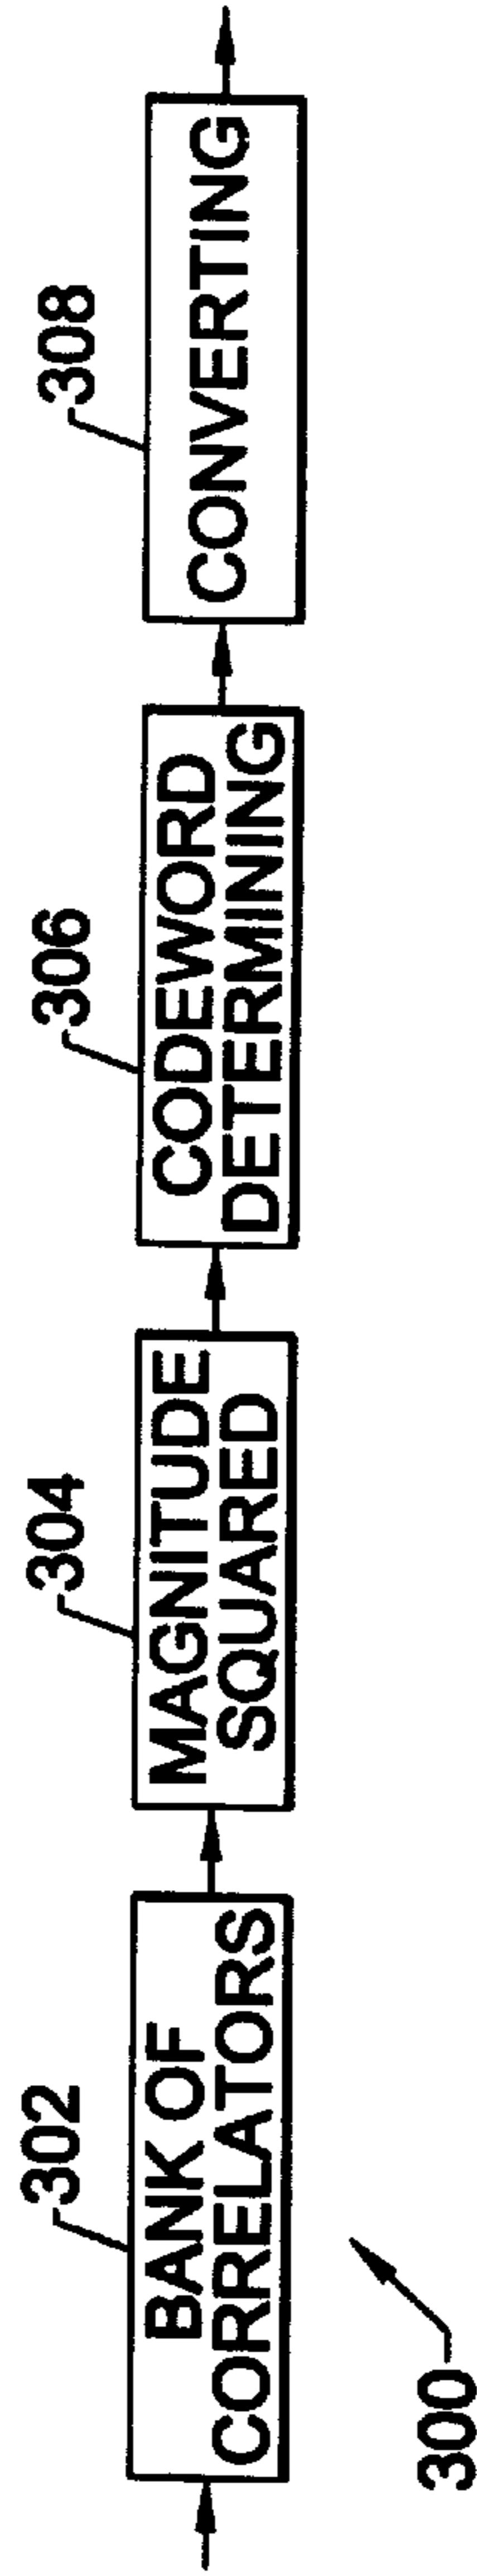 302
BANK OF
CORRELATORS
304
MAGNITUDE
SQUARED
306
CODEWORD
DETERMINING
308
CONVERTING
300